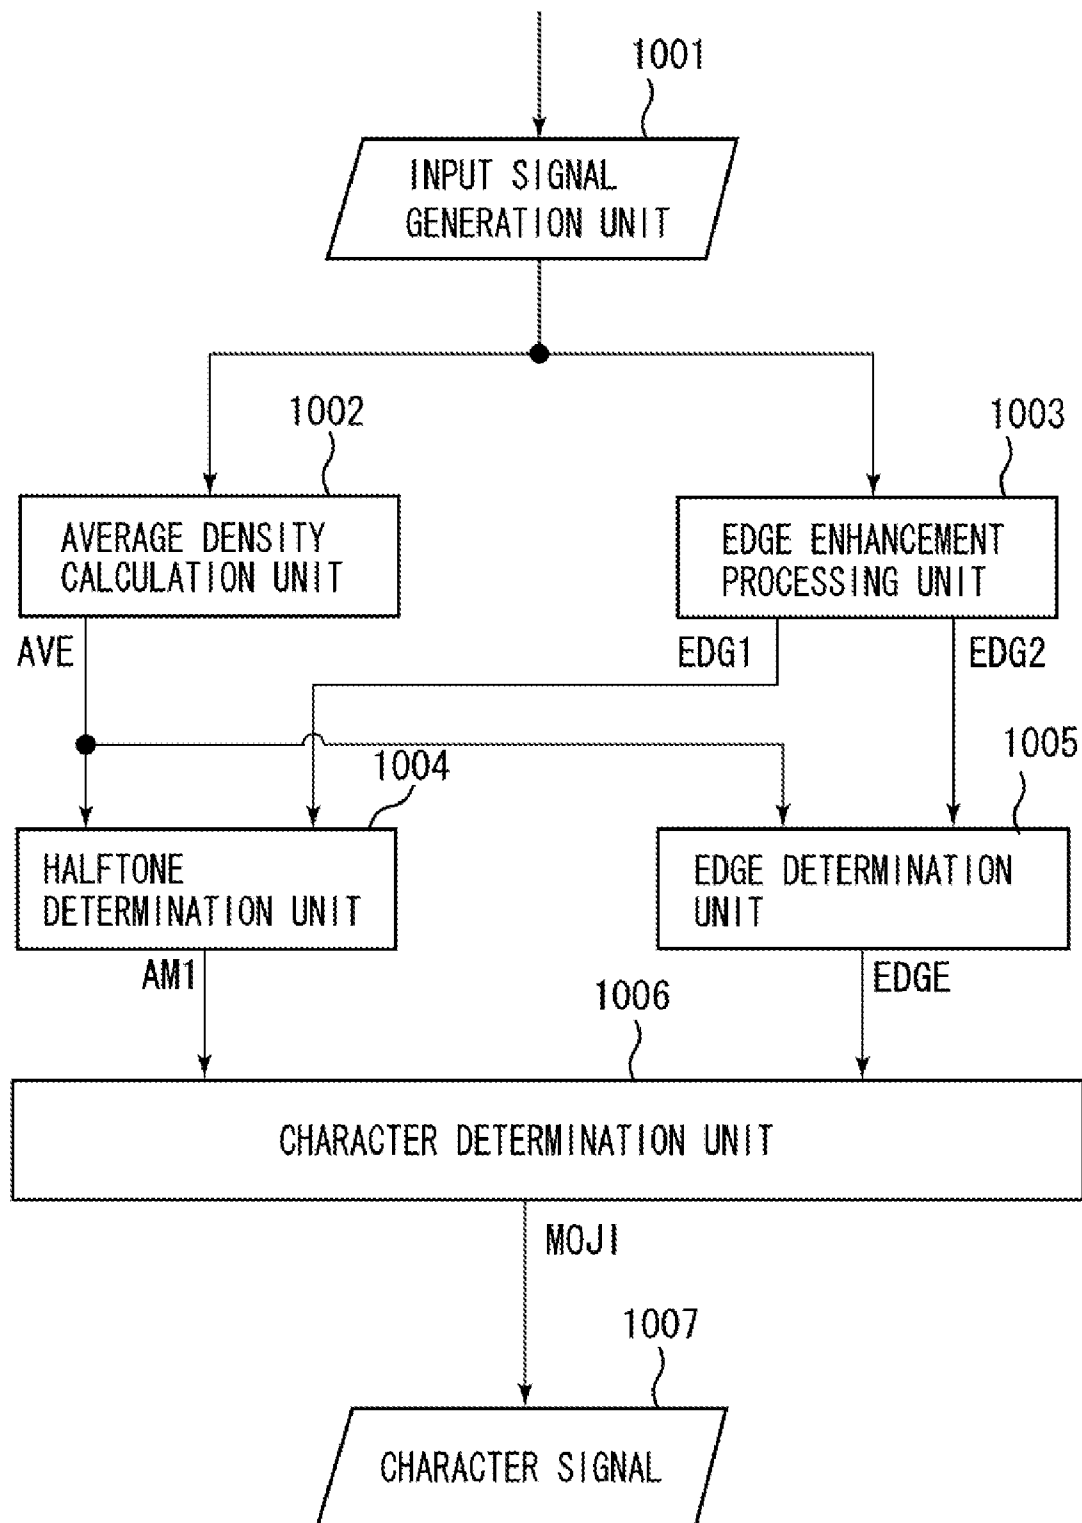 1001
INPUT SIGNAL
GENERATION UNIT
1002
1003
AVERAGE DENSITY
CALCULATION UNIT
EDGE ENHANCEMENT
PROCESSING UNIT
AVE
EDG1
EDG2
1004
1005
HALFTONE
DETERMINATION UNIT
EDGE DETERMINATION
UNIT
AM1
EDGE
1006
CHARACTER DETERMINATION UNIT
MOJI
1007
CHARACTER SIGNAL